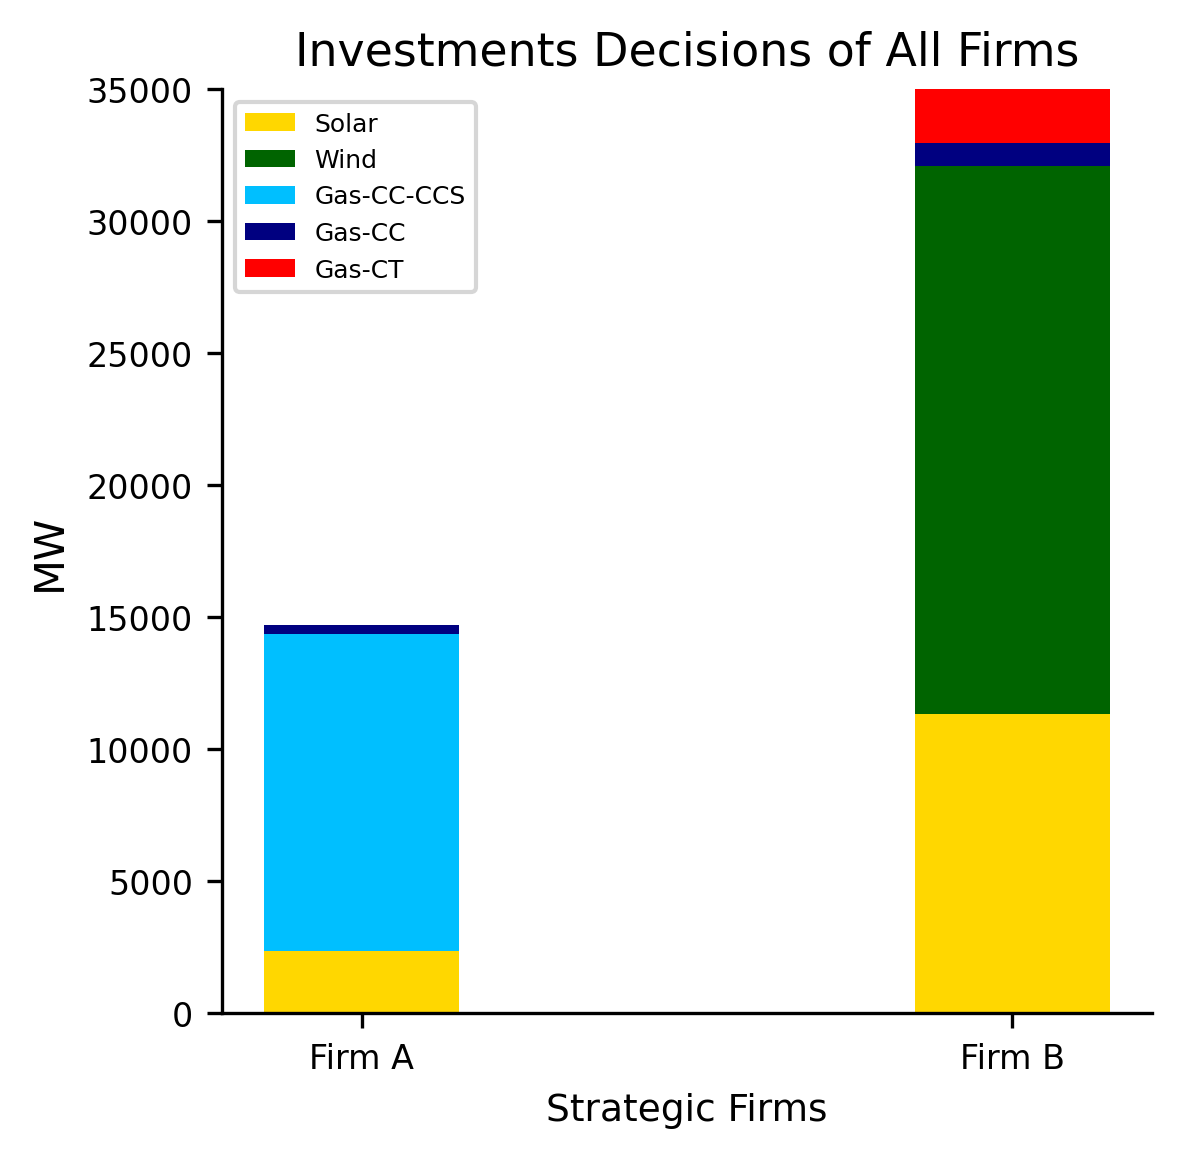 Investments Decisions of All Firms
35000
30000
25000
20000
15000
10000
5000
0
MW
Solar
Wind
Gas-CC-CCS
Gas-CC
Gas-CT
Firm A
Firm B
Strategic Firms